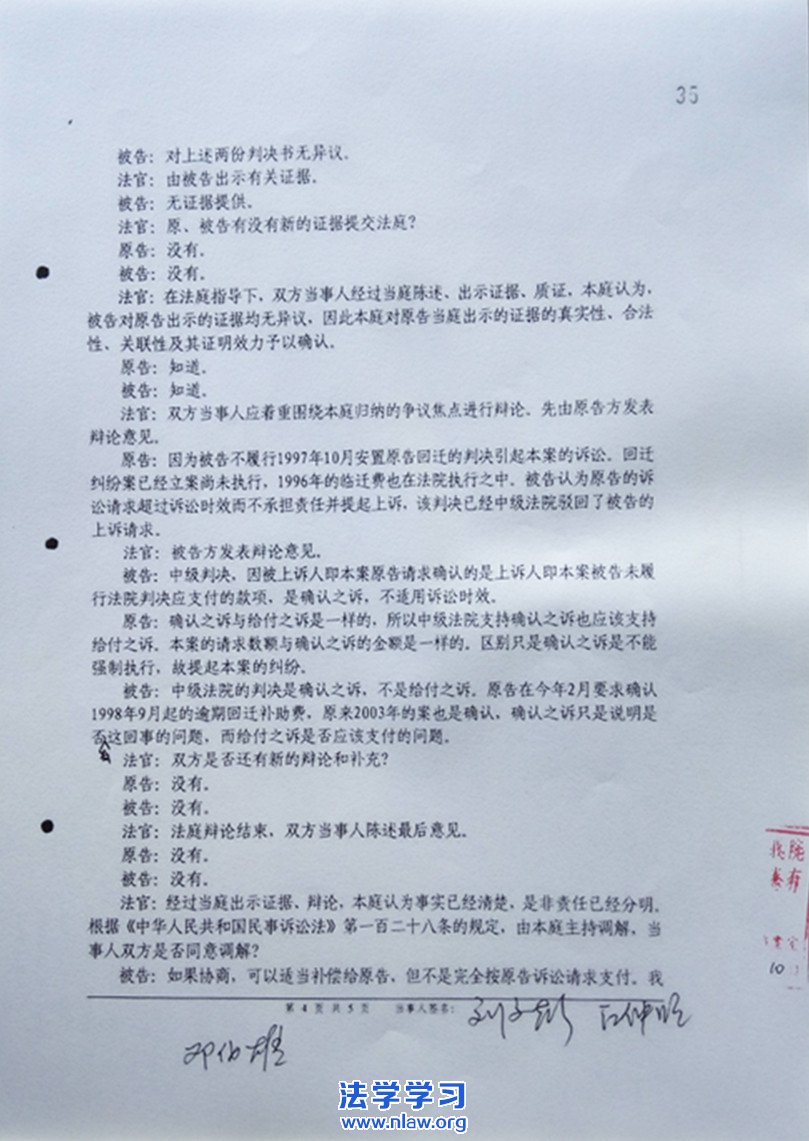 35
被告：对上述两份判决书无异议。
法官：由被告出示有关证据。
被告：无证据提供。
法官：原、被告有没有新的证据提交法庭？
原告：没有。
被告：没有。
法官：在法庭指导下，双方当事人经过当庭陈述、出示证据、质证，本庭认为，
被告对原告出示的证据均无异议，因此本庭对原告当庭出示的证据的真实性、合法
性、关联性及其证明效力予以确认。
原告：知道。
被告：知道。
法官：双方当事人应着重围绕本庭归纳的争议焦点进行辩论。先由原告方发表
辩论意见。
原告：因为被告不履行1997年10月安置原告回迁的判决引起本案的诉讼。回迁
纠纷案已经立案尚未执行，1996年的临迁费也在法院执行之中。被告认为原告的诉
讼请求超过诉讼时效而不承担责任并提起上诉，该判决已经中级法院驳回了被告的
上诉请求。
法官：被告方发表辩论意见。
被告：中级判决，因被上诉人即本案原告请求确认的是上诉人即本案被告未履
行法院判决应支付的款项，是确认之诉，不适用诉讼时效。
原告：确认之诉与给付之诉是一样的，所以中级法院支持确认之诉也应该支持
给付之诉。本案的请求数额与确认之诉的金额是一样的。区别只是确认之诉是不能
强制执行，故提起本案的纠纷。
被告：中级法院的判决是确认之诉，不是给付之诉。原告在今年2月要求确认
1998年9月起的逾期回迁补助费，原来2003年的案也是确认，确认之诉只是说明是
否这回事的问题，而给付之诉是否应该支付的问题。
法官：双方是否还有新的辩论和补充？
原告：没有。
被告：没有。
法官：法庭辩论结束，双方当事人陈述最后意见。
原告：没有。
被告：没有。
法官：经过当庭出示证据、辩论，本庭认为事实已经清楚，是非责任已经分明。
根据《中华人民共和国民事诉讼法》第一百二十八条的规定，由本庭主持调解，当
事人双方是否同意调解？
被告：如果协商，可以适当补偿给原告，但不是完全按原告诉讼请求支付。我
第 4 页 共 5 页 当事人签名：
邓伯雄
10
法学学习
www.nlaw.org